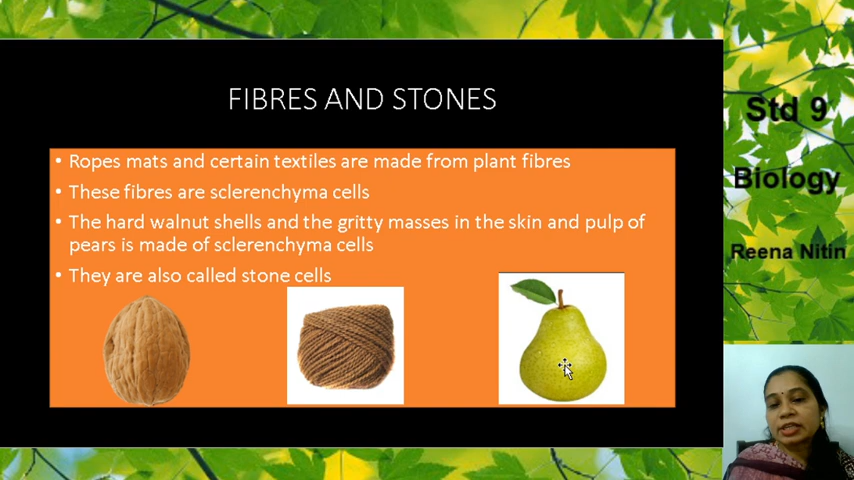 FIBRES AND STONES
• Ropes mats and certain textiles are made from plant fibres
• These fibres are sclerenchyma cells
• The hard walnut shells and the gritty masses in the skin and pulp of
pears is made of sclerenchyma cells
• They are also called stone cells
Std 9
Biology
Reena Nitin